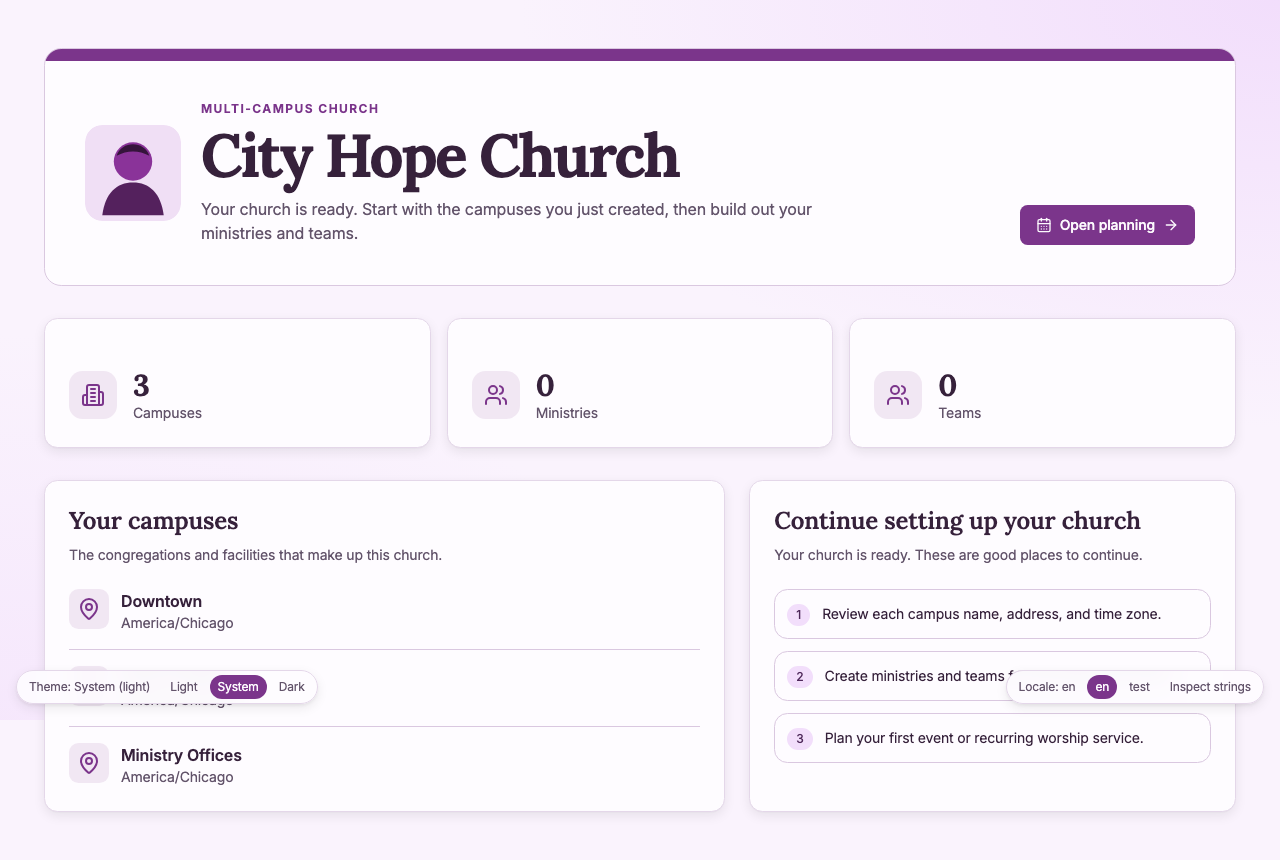 MULTI-CAMPUS CHURCH
City Hope Church
Your church is ready. Start with the campuses you just created, then build out your
ministries and teams.
Open planning
3
Campuses
0
Ministries
0
Teams
Your campuses
The congregations and facilities that make up this church.
Downtown
America/Chicago
America/Chicago
Ministry Offices
America/Chicago
Continue setting up your church
Your church is ready. These are good places to continue.
1 Review each campus name, address, and time zone.
2 Create ministries and teams
3 Plan your first event or recurring worship service.
Theme: System (light) Light System Dark
Locale: en en test Inspect strings